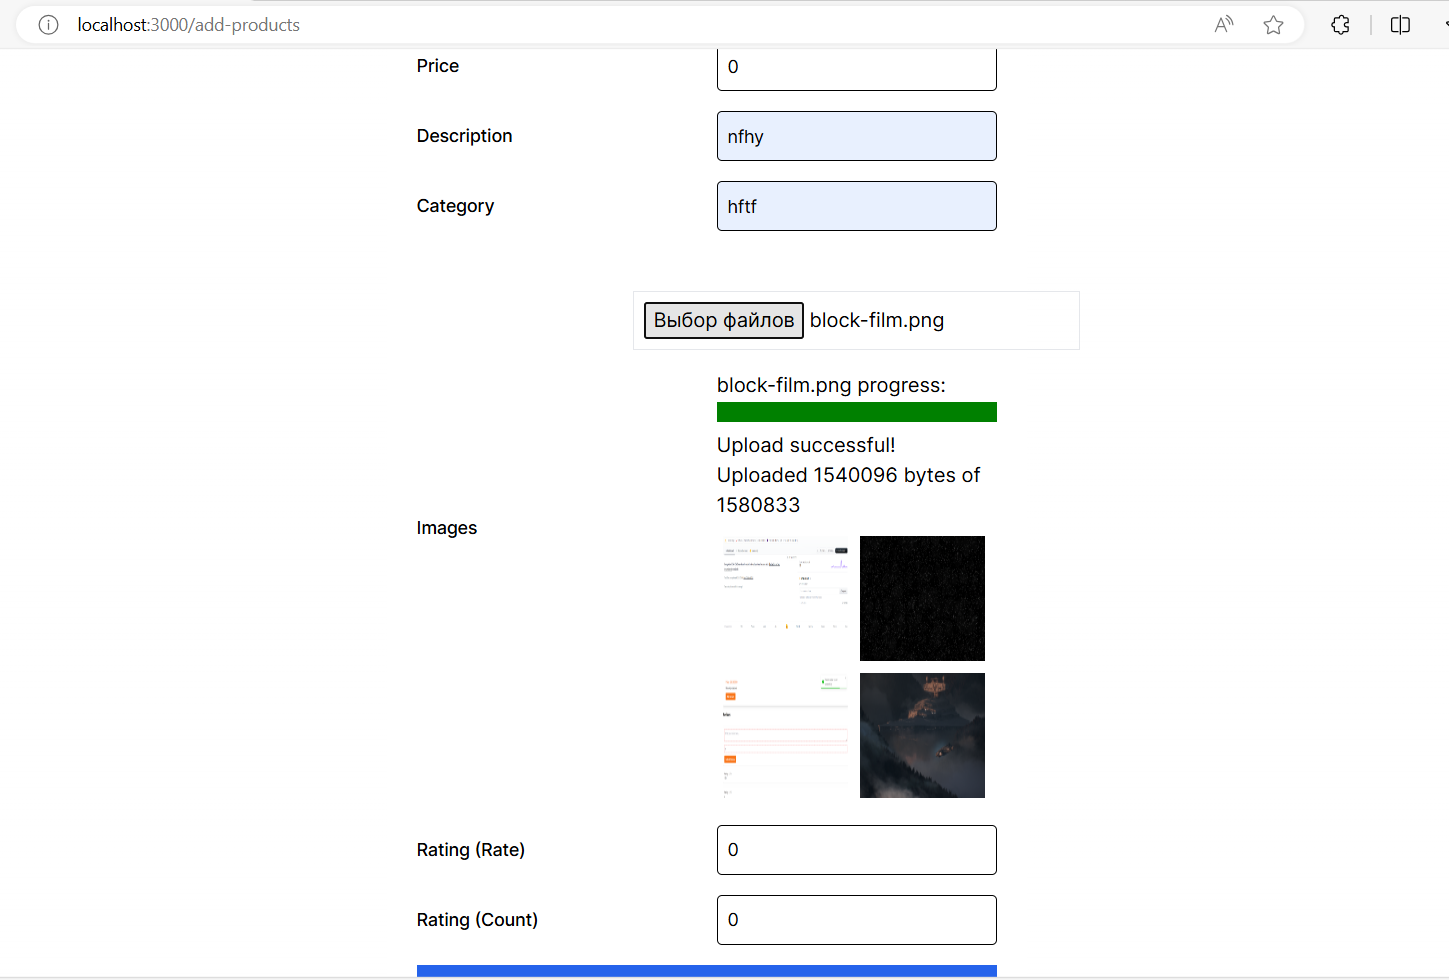 localhost:3000/add-products
Price
0
Description
nfhy
Category
hftf
Выбор файлов block-film.png
block-film.png progress:
Upload successful!
Uploaded 1540096 bytes of
1580833
Images
Rating (Rate)
0
Rating (Count)
0